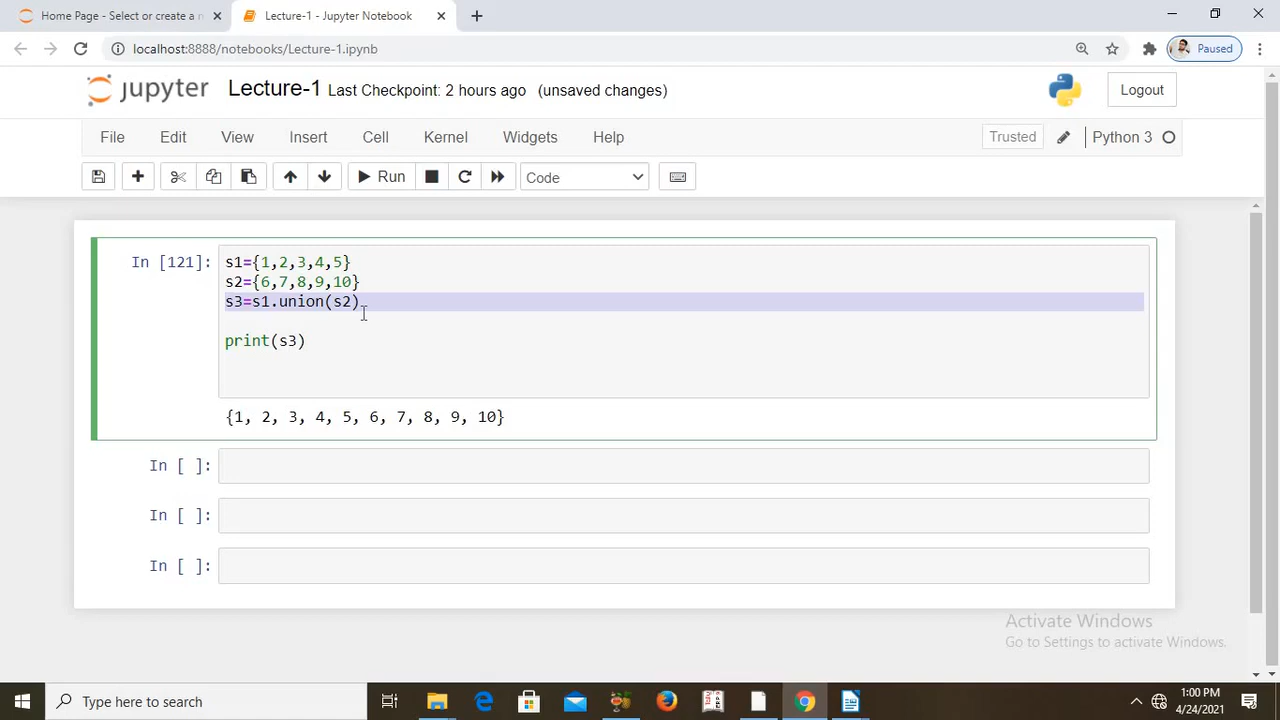 Home Page - Select or create a n
Lecture-1 - Jupyter Notebook
localhost:8888/notebooks/Lecture-1.ipynb
Paused
jupyter Lecture-1 Last Checkpoint: 2 hours ago (unsaved changes)
Logout
File Edit View Insert Cell Kernel Widgets Help
Trusted
Python 3
Run
Code
In [121]:
s1={1,2,3,4,5}
s2={6,7,8,9,10}
s3=s1.union(s2)
print(s3)
{1, 2, 3, 4, 5, 6, 7, 8, 9, 10}
In [ ]:
In [ ]:
In [ ]:
Activate Windows
Go to Settings to activate Windows.
Type here to search
1:00 PM
4/24/2021